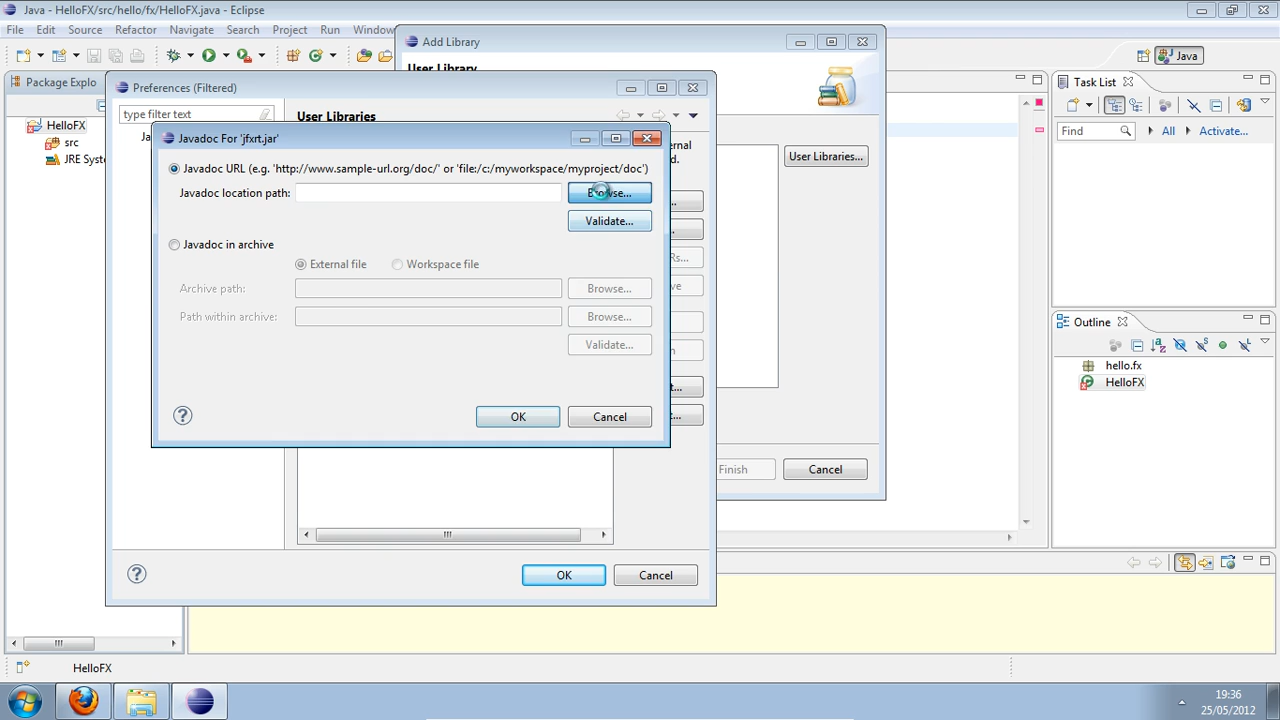 Java - HelloFX/src/hello/fx/HelloFX.java - Eclipse
File Edit Source Refactor Navigate Search Project Run Window
Add Library
User Library
Java
Package Explo
Preferences (Filtered)
Task List
type filter text
User Libraries
HelloFX
src
JRE Syste
Find
All
Activate...
Javadoc For 'jfxrt.jar'
User Libraries...
Javadoc URL (e.g. 'http://www.sample-url.org/doc/' or 'file:/c:/myworkspace/myproject/doc')
Javadoc location path:
Browse...
Validate...
Javadoc in archive
External file
Workspace file
Archive path:
Browse...
Path within archive:
Browse...
Validate...
OK
Cancel
Outline
hello.fx
HelloFX
Finish
Cancel
OK
Cancel
HelloFX
19:36
25/05/2012